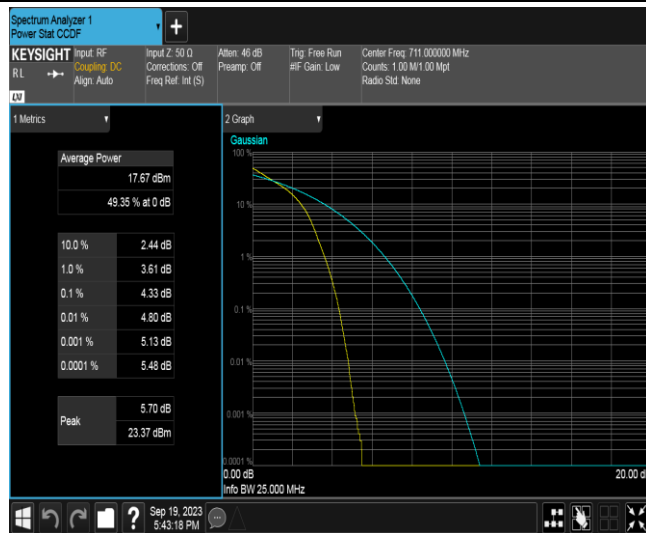 Spectrum Analyzer 1
Power Stat CCDF
+
KEYSIGHT
RL
Input: RF
Coupling: DC
Align: Auto
Input Z: 50 Ω
Corrections: Off
Freq Ref: Int (S)
Atten: 46 dB
Preamp: Off
Trig: Free Run
#IF Gain: Low
Center Freq: 711.000000 MHz
Counts: 1.00 M/1.00 Mpt
Radio Std: None
1 Metrics
Average Power
17.67 dBm
49.35 % at 0 dB
10.0 % 2.44 dB
1.0 % 3.61 dB
0.1 % 4.33 dB
0.01 % 4.80 dB
0.001 % 5.13 dB
0.0001 % 5.48 dB
Peak
5.70 dB
23.37 dBm
2 Graph
Gaussian
100 %
10 %
1 %
0.1 %
0.01 %
0.001 %
0.0001 %
0.00 dB
20.00 d
Info BW 25.000 MHz
?
Sep 19, 2023
5:43:18 PM